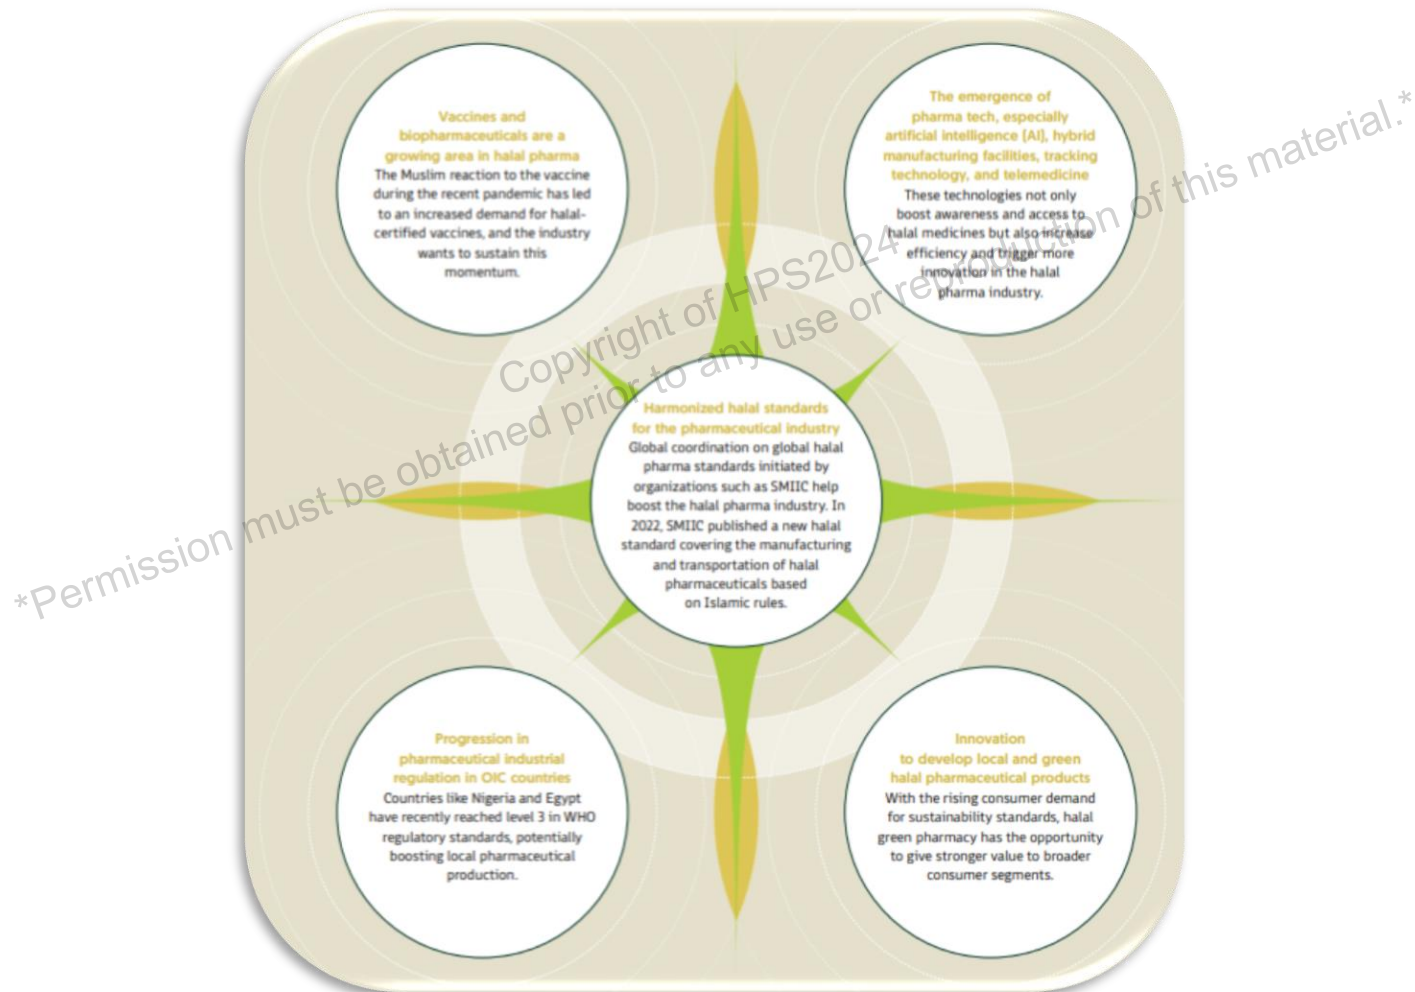 Vaccines and
biopharmaceuticals are a
growing area in halal pharma
The Muslim reaction to the vaccine
during the recent pandemic has led
to an increased demand for halal-
certified vaccines, and the industry
wants to sustain this
momentum.
The emergence of
pharma tech, especially
artificial intelligence (AI), hybrid
manufacturing facilities, tracking
technology, and telemedicine
These technologies not only
boost awareness and access to
halal medicines but also increase
efficiency and trigger more
innovation in the halal
pharma industry.
Harmonized halal standards
for the pharmaceutical industry
Global coordination on global halal
pharma standards initiated by
organizations such as SMIIC help
boost the halal pharma industry. In
2022, SMIIC published a new halal
standard covering the manufacturing
and transportation of halal
pharmaceuticals based
on Islamic rules.
Progression in
pharmaceutical industrial
regulation in OIC countries
Countries like Nigeria and Egypt
have recently reached level 3 in WHO
regulatory standards, potentially
boosting local pharmaceutical
production.
Innovation
to develop local and green
halal pharmaceutical products
With the rising consumer demand
for sustainability standards, halal
green pharmacy has the opportunity
to give stronger value to broader
consumer segments.
Copyright of HPS2024
*Permission must be obtained prior to any use or reproduction of this material.*